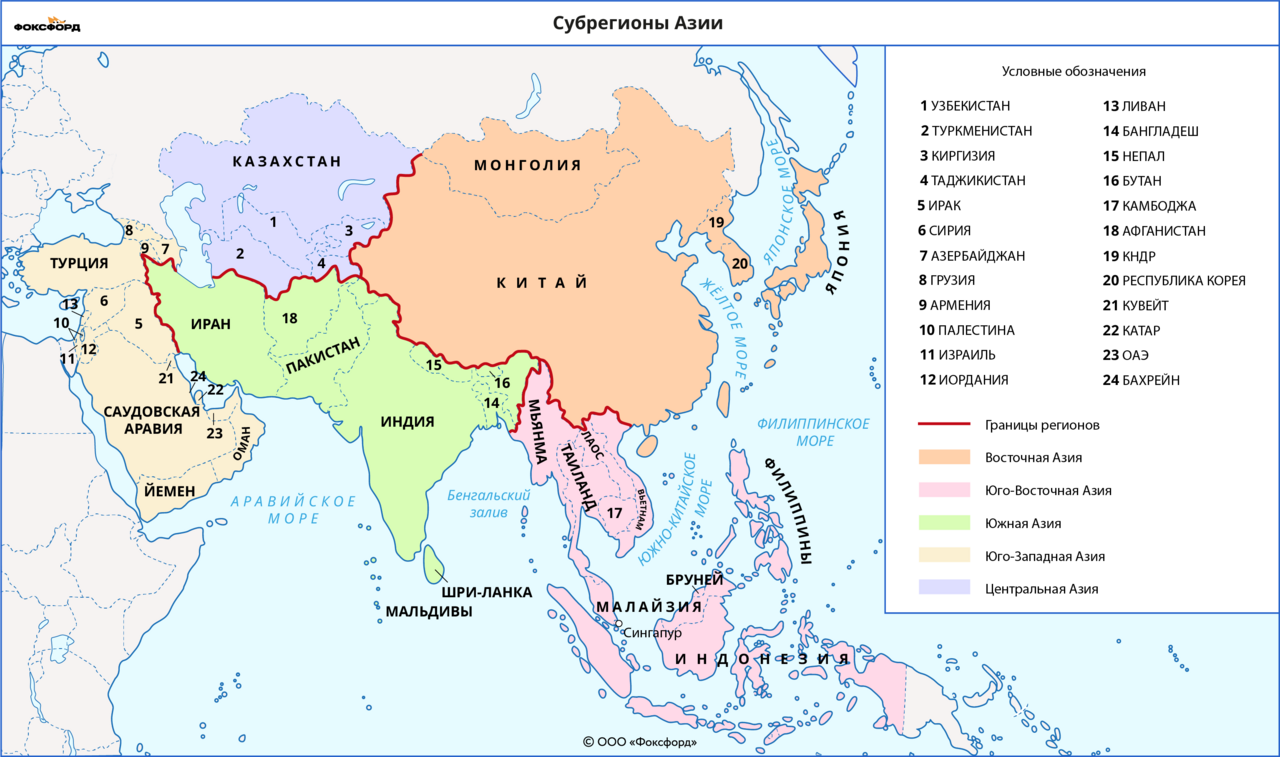 ФОКСФОРД
Субрегионы Азии
Условные обозначения
1 УЗБЕКИСТАН
2 ТУРКМЕНИСТАН
3 КИРГИЗИЯ
4 ТАДЖИКИСТАН
5 ИРАК
6 СИРИЯ
7 АЗЕРБАЙДЖАН
8 ГРУЗИЯ
9 АРМЕНИЯ
10 ПАЛЕСТИНА
11 ИЗРАИЛЬ
12 ИОРДАНИЯ
13 ЛИВАН
14 БАНГЛАДЕШ
15 НЕПАЛ
16 БУТАН
17 КАМБОДЖА
18 АФГАНИСТАН
19 КНДР
20 РЕСПУБЛИКА КОРЕЯ
21 КУВЕЙТ
22 КАТАР
23 ОАЭ
24 БАХРЕЙН
Границы регионов
Восточная Азия
Юго-Восточная Азия
Южная Азия
Юго-Западная Азия
Центральная Азия
КАЗАХСТАН
МОНГОЛИЯ
ЯПОНСКОЕ МОРЕ
ЯПОНИЯ
1
2
3
4
8
9
7
19
20
ТУРЦИЯ
КИТАЙ
ЖЁЛТОЕ МОРЕ
13
6
10
5
11
12
ИРАН
18
ПАКИСТАН
21
24
22
15
16
14
САУДОВСКАЯ
АРАВИЯ
23
ОМАН
ИНДИЯ
МЬЯНМА
ЛАОС
ТАИЛАНД
ВЬЕТНАМ
17
ФИЛИППИНСКОЕ
МОРЕ
ФИЛИППИНЫ
ЙЕМЕН
АРАВИЙСКОЕ
МОРЕ
Бенгальский
залив
ЮЖНО-КИТАЙСКОЕ
МОРЕ
ШРИ-ЛАНКА
МАЛЬДИВЫ
БРУНЕЙ
МАЛАЙЗИЯ
Сингапур
ИНДОНЕЗИЯ
© ООО «Фоксфорд»